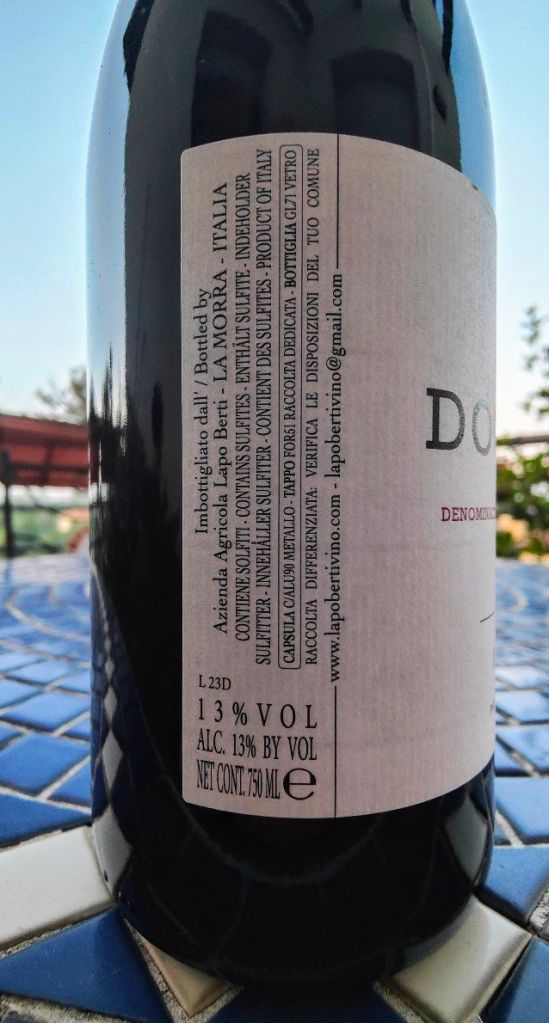 Imbottigliato dall' / Bottled by
Azienda Agricola Lapo Berti - LA MORRA - ITALIA
CONTIENE SOLFITI - CONTAINS SULFITES - ENTHÄLT SULFITE - INDEHOLDER
SULFITTER - INNEHÅLLER SULFITER - CONTIENT DES SULFITES - PRODUCT OF ITALY
CAPSULA C/ALU90 METALLO - TAPPO FOR51 RACCOLTA DEDICATA - BOTTIGLIA GL71 VETRO
RACCOLTA DIFFERENZIATA: VERIFICA LE DISPOSIZIONI DEL TUO COMUNE
www.lapobertivino.com - lapobertivino@gmail.com
L 23D
13% VOL
ALC. 13% BY VOL
NET CONT. 750 ML e
DO